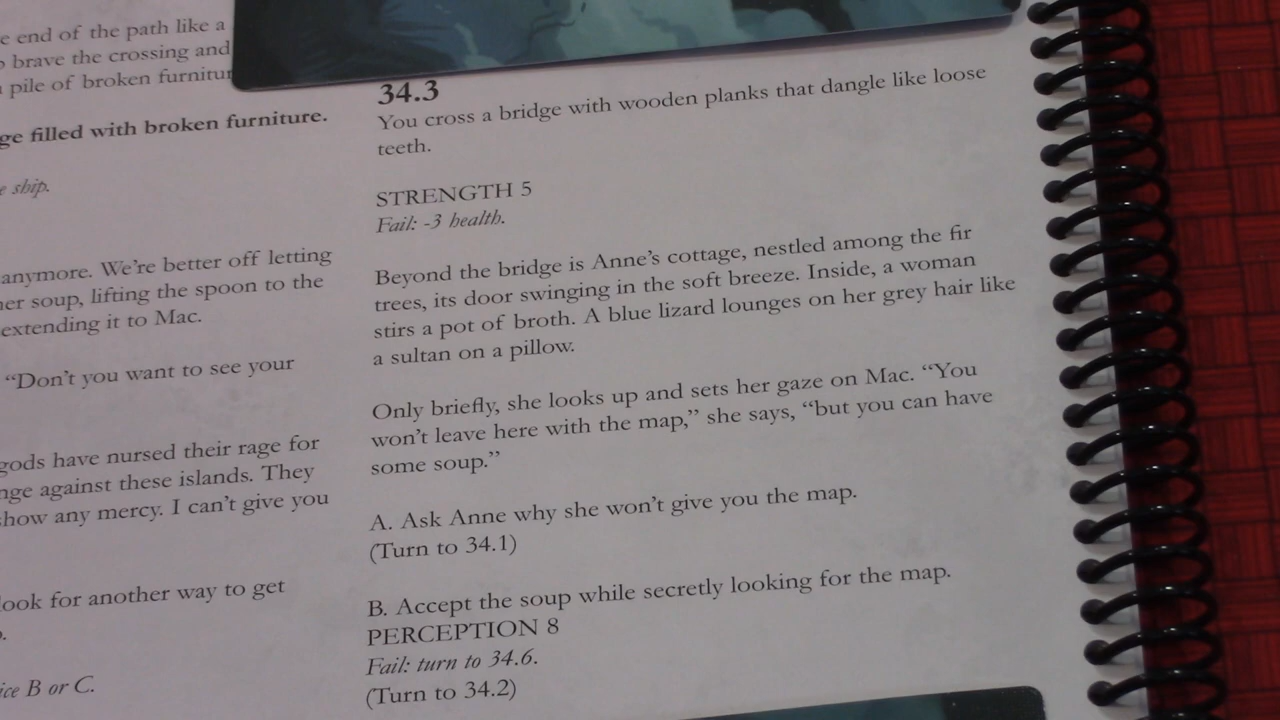 end of the path like a
brave the crossing and
pile of broken
filled with broken furniture.
ship.
anymore. We're better off letting
soup, lifting the spoon to the
extending it to Mac.
"Don't you want to see your
gods have nursed their rage for
against these islands. They
show any mercy. I can't give you
look for another way to get
B or C.
34.3
You cross a bridge with wooden planks that dangle like loose
teeth.
STRENGTH 5
Fail: -3 health.
Beyond the bridge is Anne's cottage, nestled among the fir
trees, its door swinging in the soft breeze. Inside, a woman
stirs a pot of broth. A blue lizard lounges on her grey hair like
a sultan on a pillow.
Only briefly, she looks up and sets her gaze on Mac. "You
won't leave here with the map," she says, "but you can have
some soup."
A. Ask Anne why she won't give you the map.
(Turn to 34.1)
B. Accept the soup while secretly looking for the map.
PERCEPTION 8
Fail: turn to 34.6.
(Turn to 34.2)